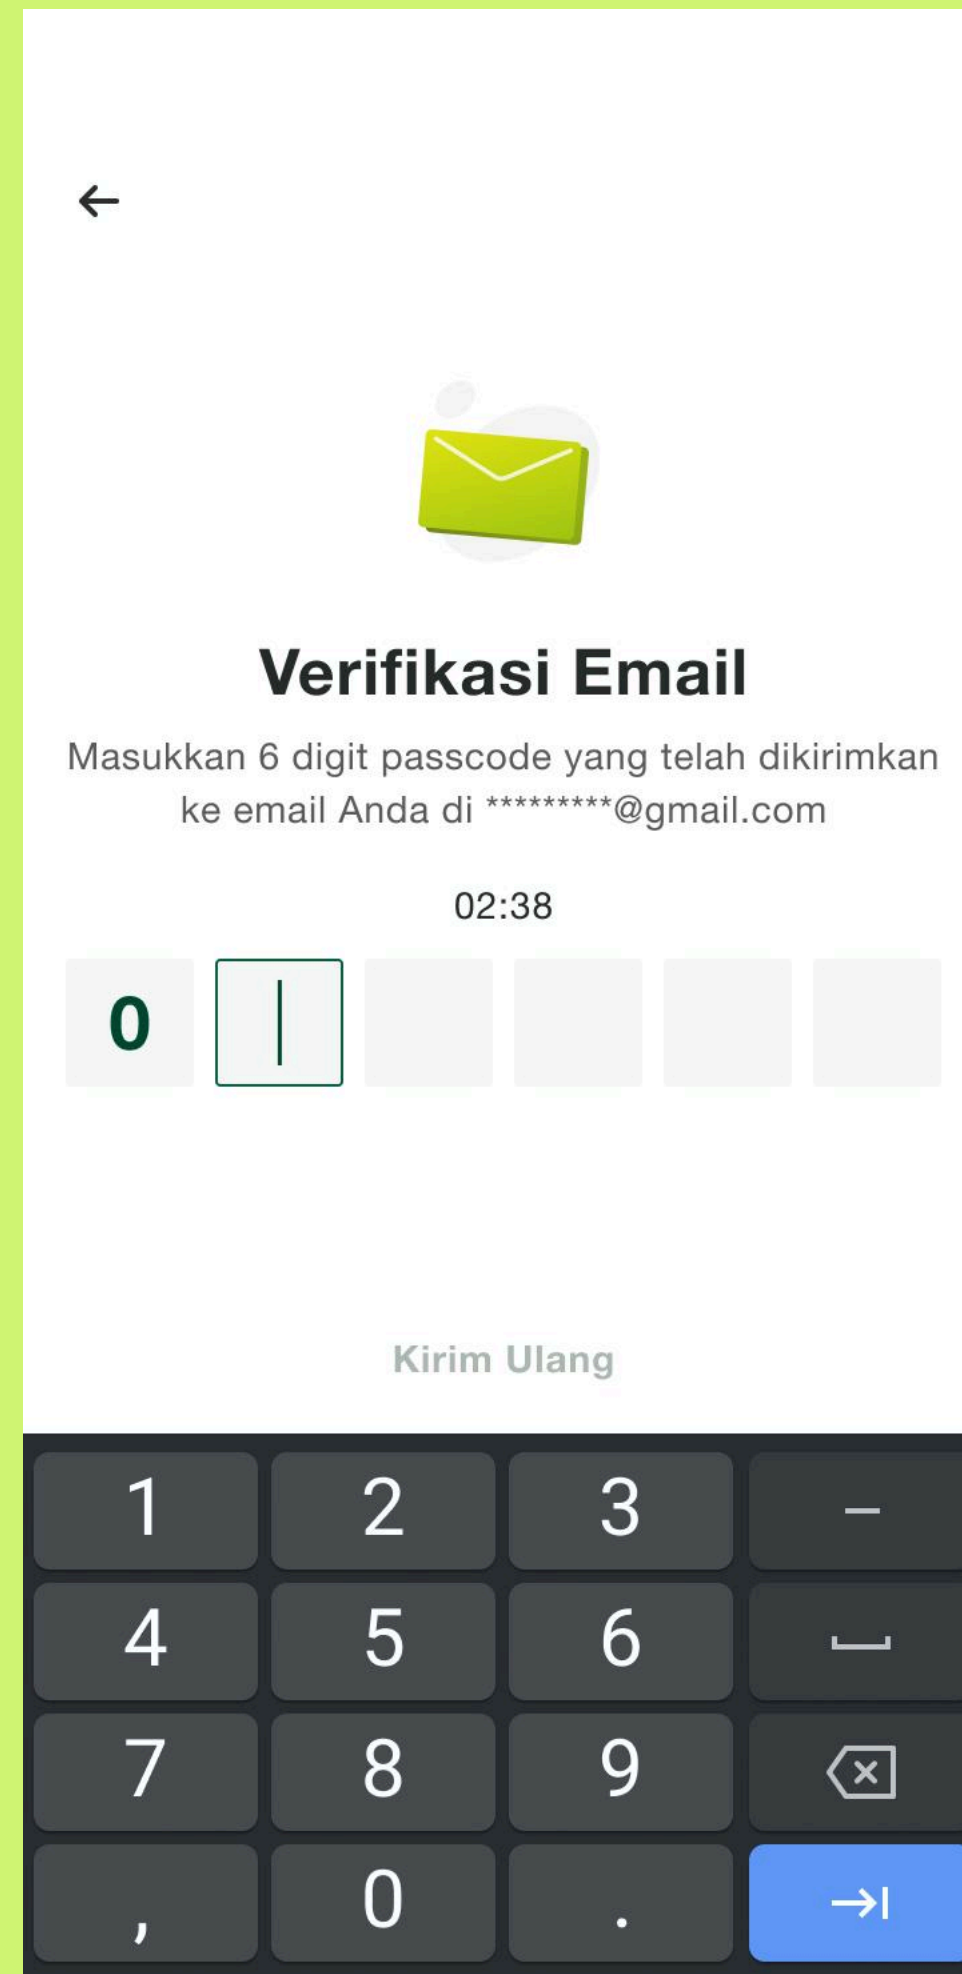 Verifikasi Email
Masukkan 6 digit passcode yang telah dikirimkan
ke email Anda di *********@gmail.com
02:38
0
Kirim Ulang
1 2 3 –
4 5 6
7 8 9
, 0 .